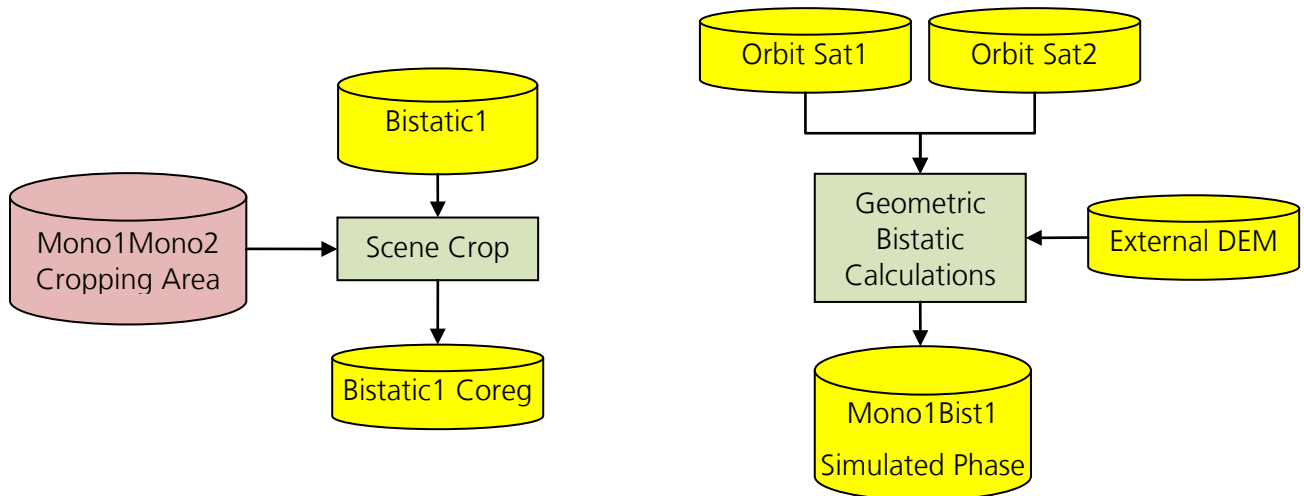 Bistatic1
Mono1Mono2
Cropping Area
Scene Crop
Bistatic1 Coreg
Orbit Sat1
Orbit Sat2
Geometric
Bistatic
Calculations
External DEM
Mono1Bist1
Simulated Phase